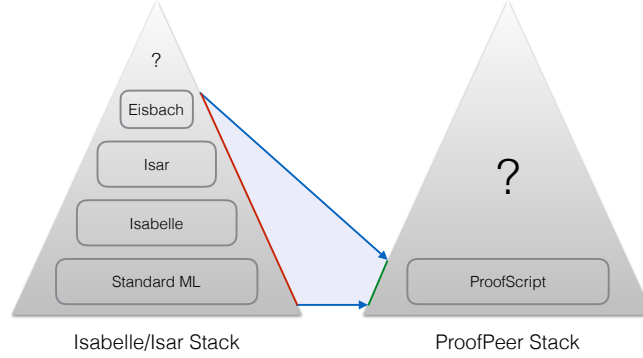 ?
Eisbach
Isar
Isabelle
Standard ML
Isabelle/Isar Stack
?
ProofScript
ProofPeer Stack